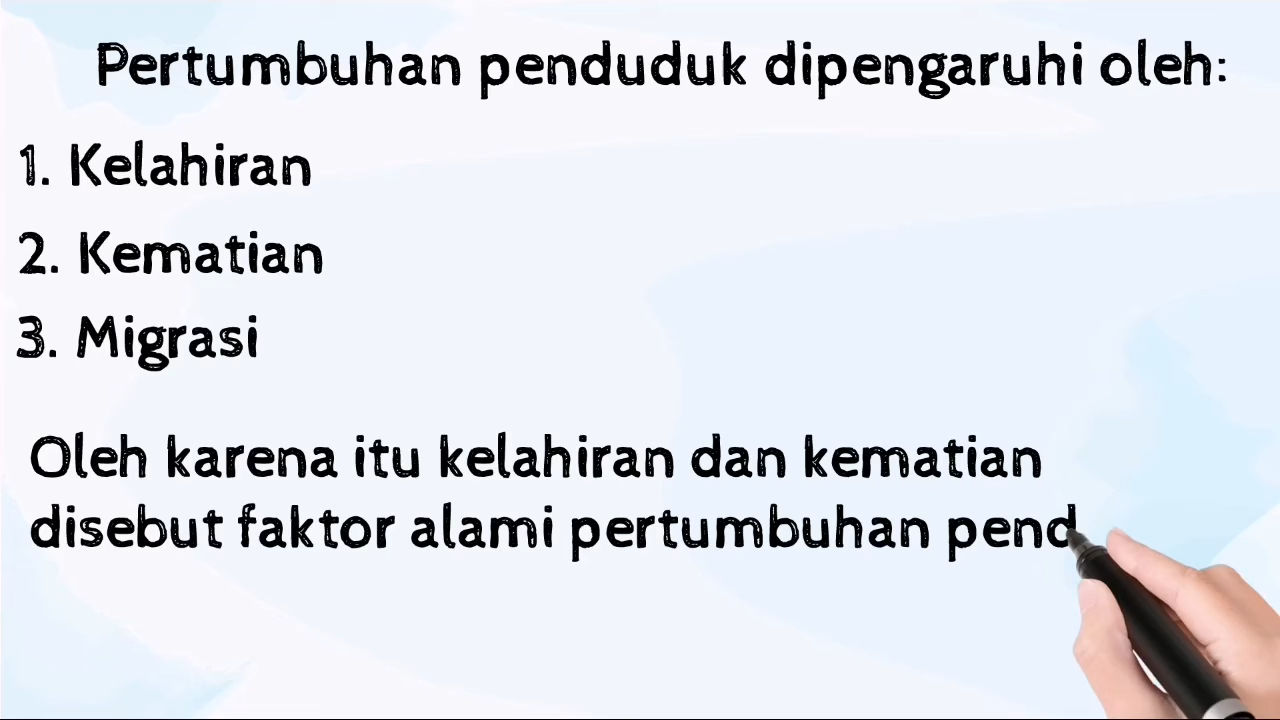 Pertumbuhan penduduk dipengaruhi oleh:
1. Kelahiran
2. Kematian
3. Migrasi
Oleh karena itu kelahiran dan kematian
disebut faktor alami pertumbuhan pend